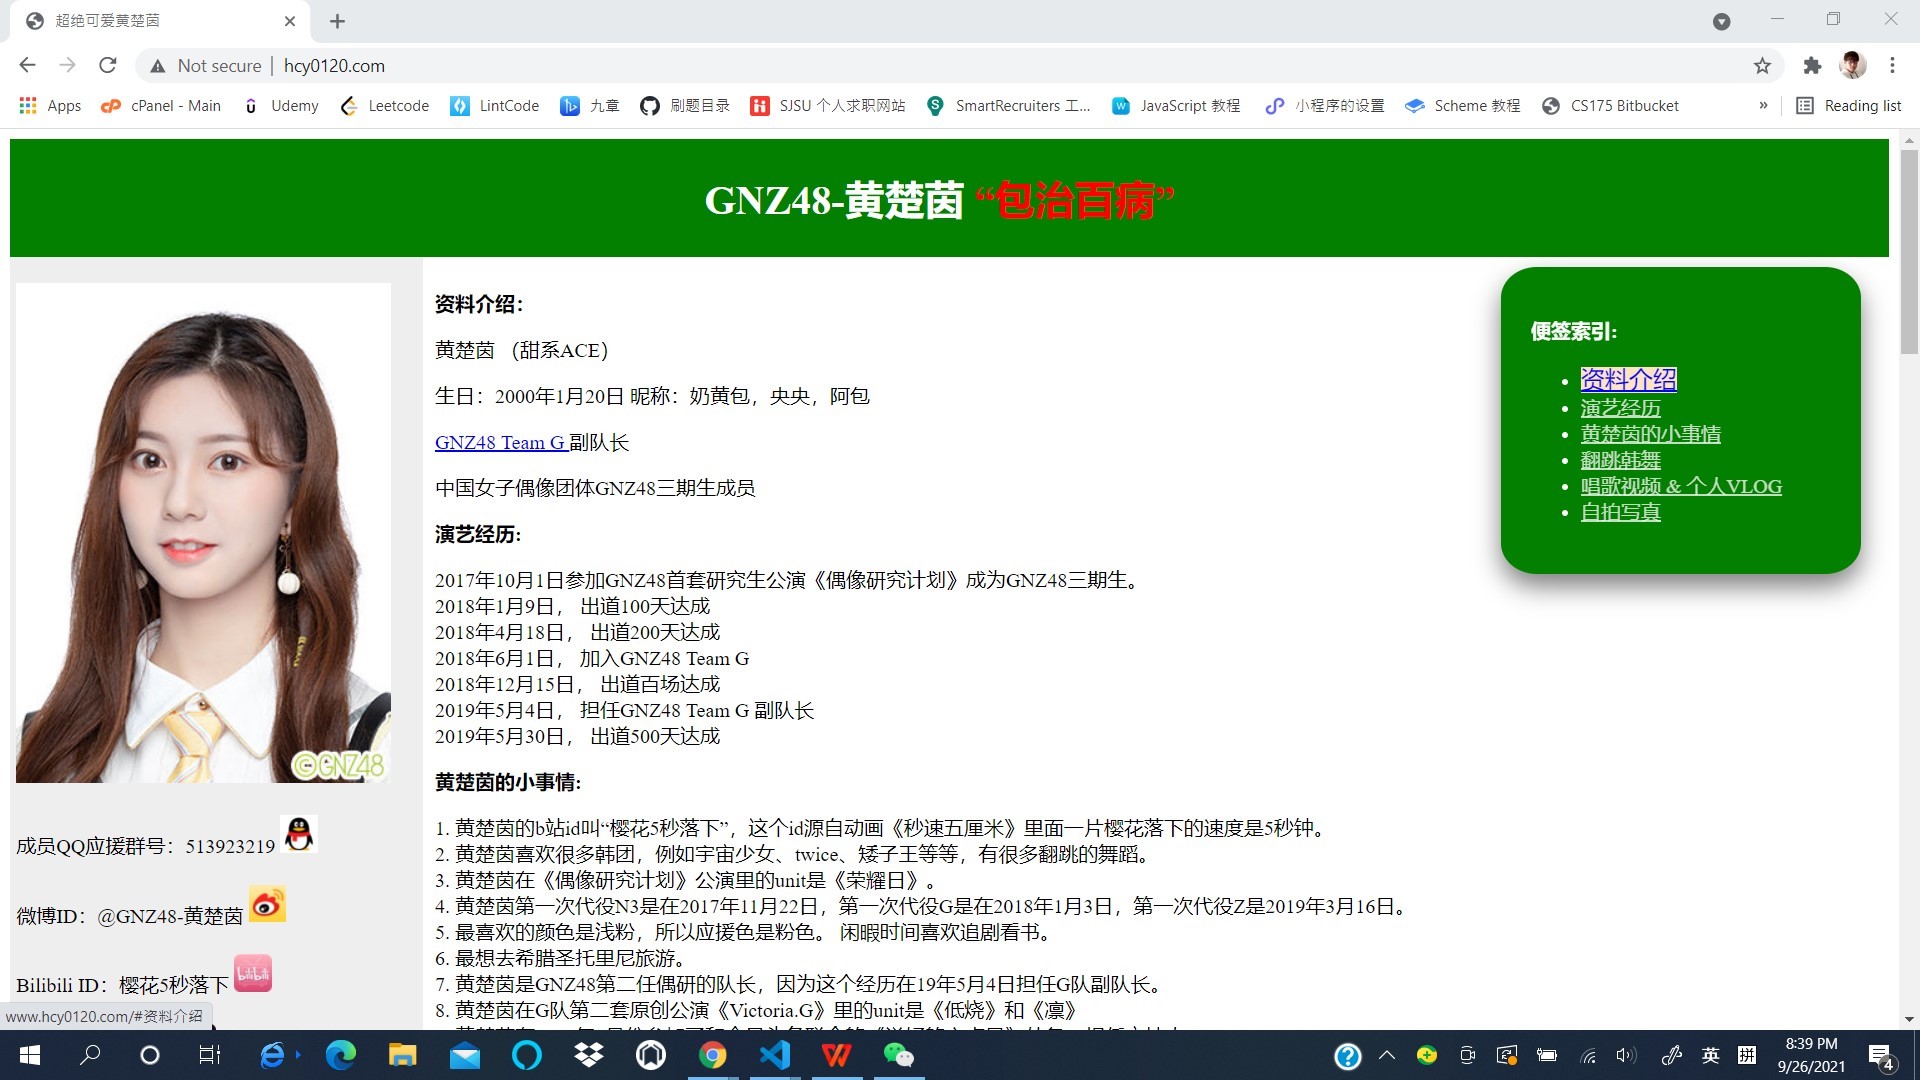 超绝可爱黄楚茵
Not secure
hcy0120.com
Apps
cPanel - Main
Udemy
Leetcode
LintCode
九章
刷题目录
SJSU 个人求职网站
SmartRecruiters 工...
JavaScript 教程
小程序的设置
Scheme 教程
CS175 Bitbucket
»
Reading list
GNZ48-黄楚茵 “包治百病”
©GNZ48
成员QQ应援群号：513923219
微博ID：@GNZ48-黄楚茵
Bilibili ID：樱花5秒落下
bilibili
资料介绍：
黄楚茵 （甜系ACE）
生日：2000年1月20日 昵称：奶黄包，央央，阿包
GNZ48 Team G 副队长
中国女子偶像团体GNZ48三期生成员
演艺经历:
2017年10月1日参加GNZ48首套研究生公演《偶像研究计划》成为GNZ48三期生。
2018年1月9日， 出道100天达成
2018年4月18日， 出道200天达成
2018年6月1日， 加入GNZ48 Team G
2018年12月15日， 出道百场达成
2019年5月4日， 担任GNZ48 Team G 副队长
2019年5月30日， 出道500天达成
黄楚茵的小事情:
1. 黄楚茵的b站id叫“樱花5秒落下”，这个id源自动画《秒速五厘米》里面一片樱花落下的速度是5秒钟。
2. 黄楚茵喜欢很多韩团，例如宇宙少女、twice、矮子王等等，有很多翻跳的舞蹈。
3. 黄楚茵在《偶像研究计划》公演里的unit是《荣耀日》。
4. 黄楚茵第一次代役N3是在2017年11月22日，第一次代役G是在2018年1月3日，第一次代役Z是2019年3月16日。
5. 最喜欢的颜色是浅粉，所以应援色是粉色。 闲暇时间喜欢追剧看书。
6. 最想去希腊圣托里尼旅游。
7. 黄楚茵是GNZ48第二任偶研的队长，因为这个经历在19年5月4日担任G队副队长。
8. 黄楚茵在G队第二套原创公演《Victoria.G》里的unit是《低烧》和《凛》
便签索引:
资料介绍
演艺经历
黄楚茵的小事情
翻跳韩舞
唱歌视频 & 个人VLOG
自拍写真
www.hcy0120.com/#资料介绍
英
拼
8:39 PM
9/26/2021
4